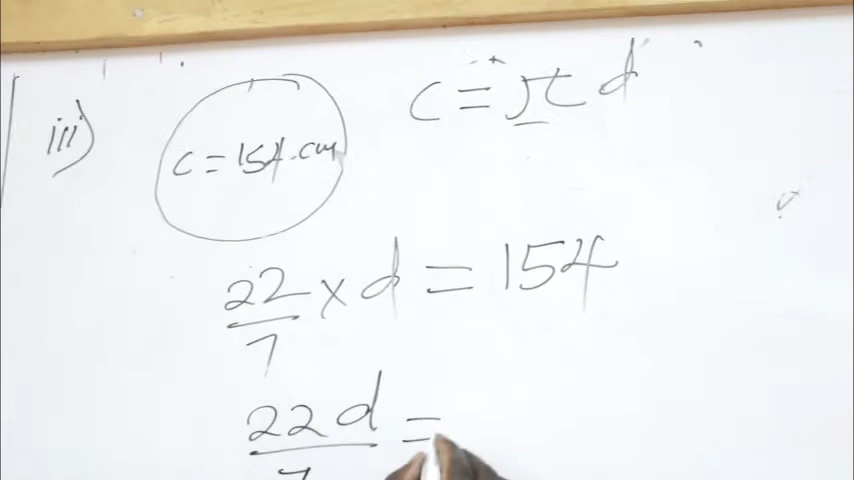 iii)
c = 154 cm
c = π d
22/7 × d = 154
22d/7 =